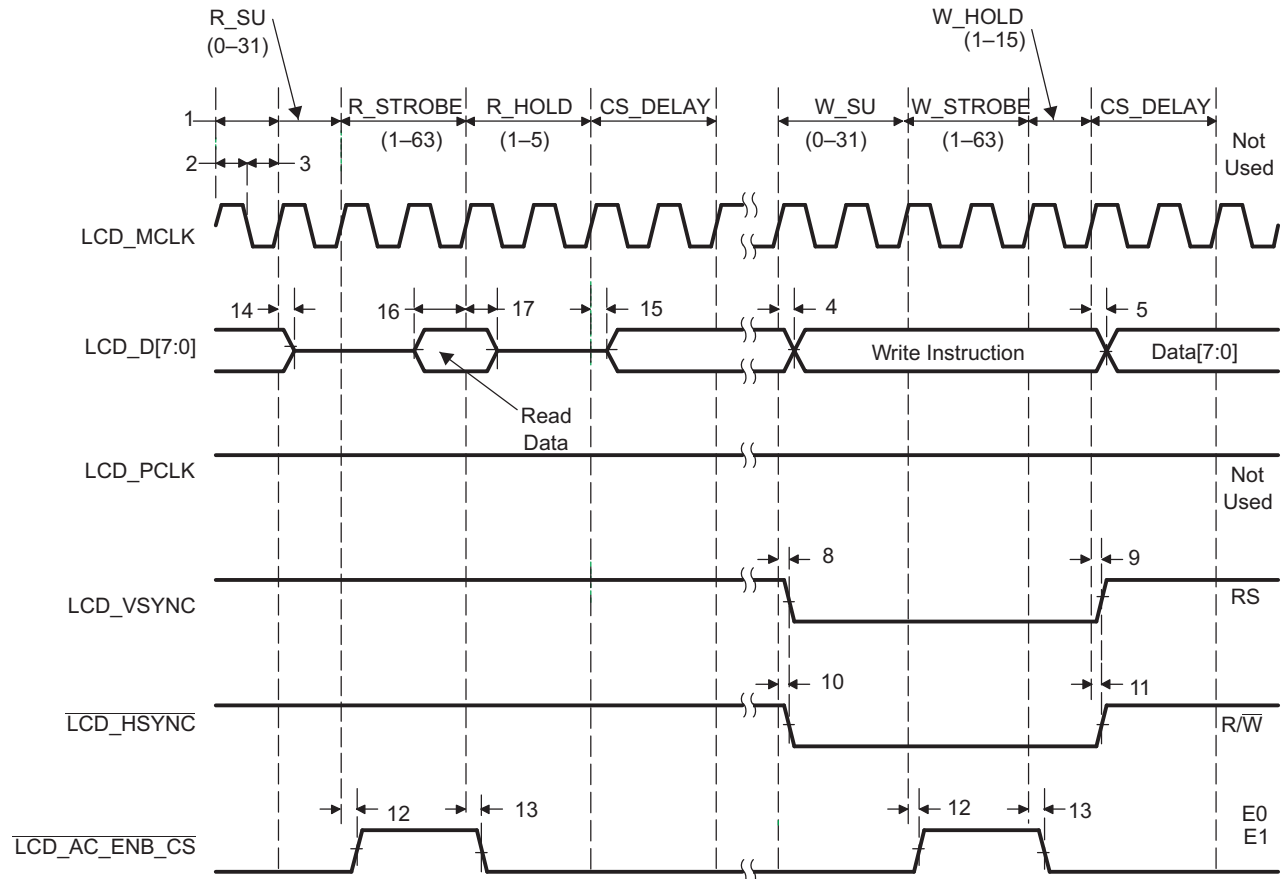 R_SU
(0–31)
W_HOLD
(1–15)
R_STROBE
R_HOLD
CS_DELAY
W_SU
W_STROBE
CS_DELAY
1
(1–63)
(1–5)
(0–31)
(1–63)
Not
Used
2
3
LCD_MCLK
14
16
17
15
4
5
LCD_D[7:0]
Write Instruction
Data[7:0]
Read
Data
LCD_PCLK
Not
Used
8
9
LCD_VSYNC
RS
10
11
LCD_HSYNC
R/W
12
13
12
13
E0
E1
LCD_AC_ENB_CS